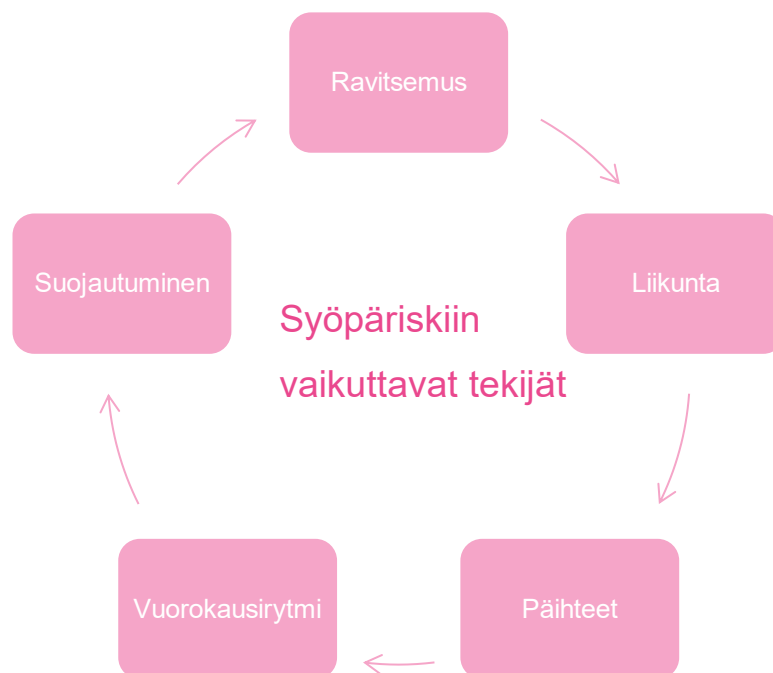 Ravitsemus
Liikunta
Päihteet
Vuorokausirytmi
Suojautuminen
Syöpäriskiin
vaikuttavat tekijät